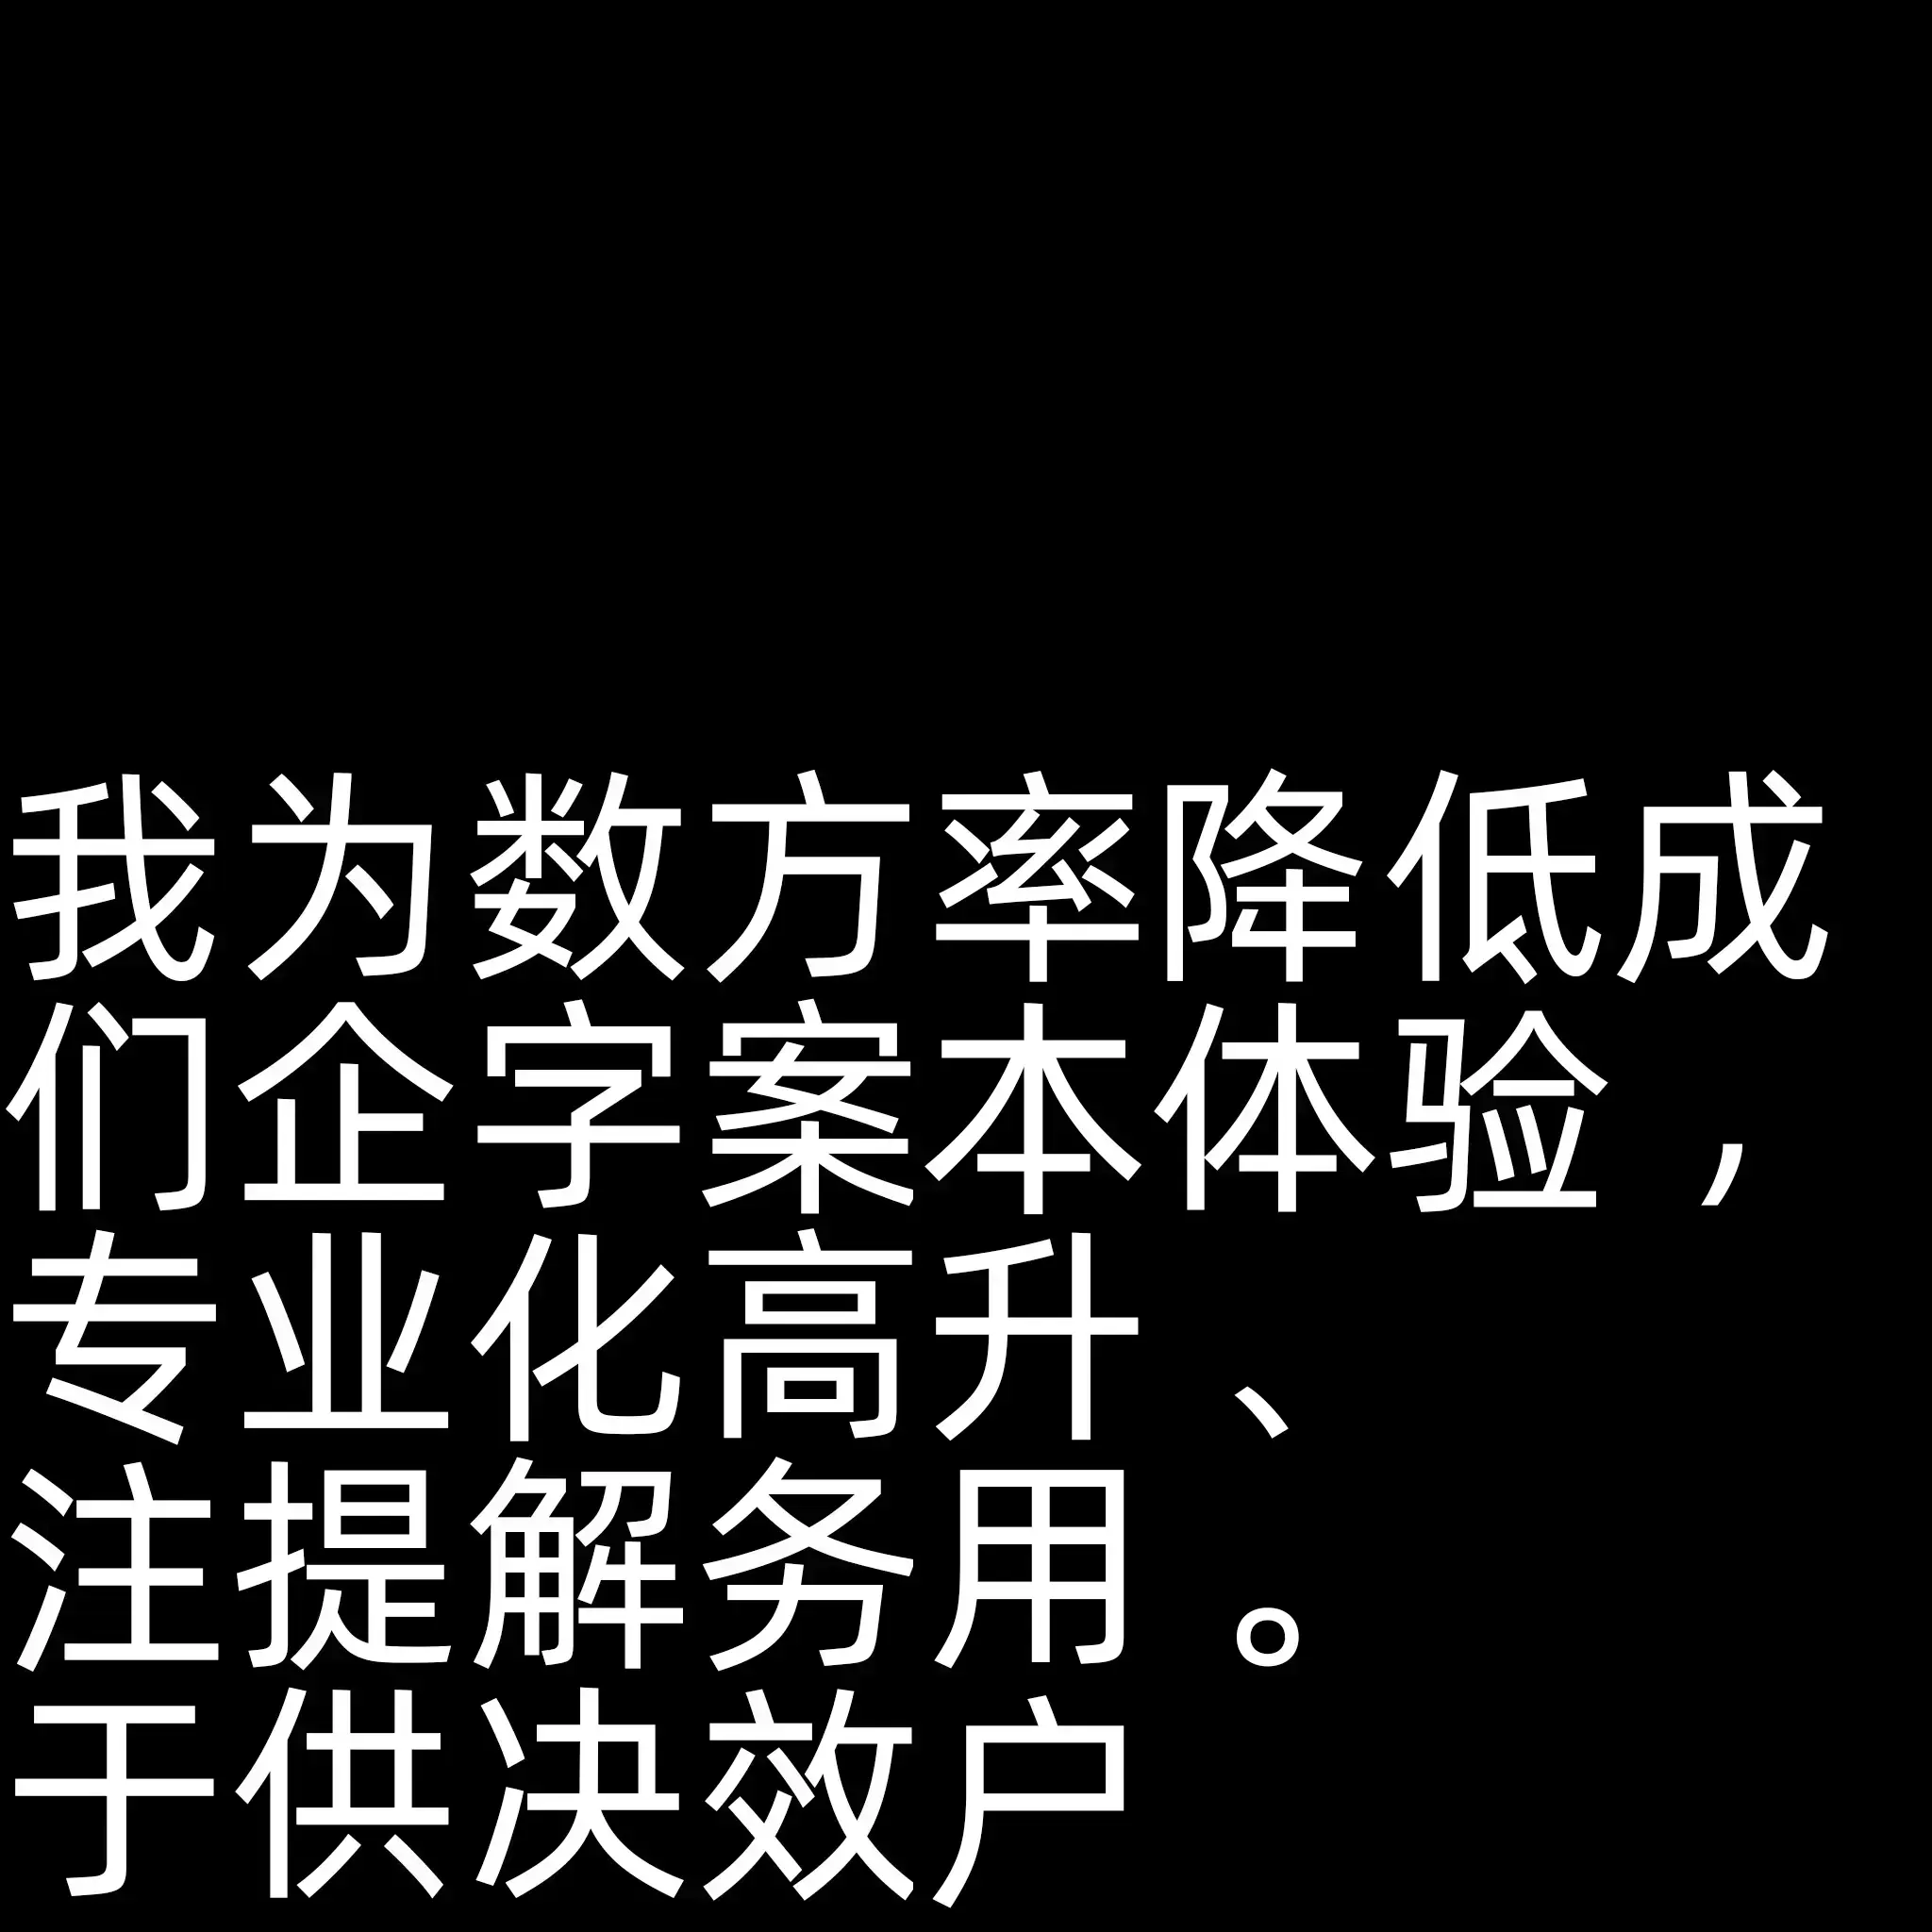 我们专注于
为企业提供
数字化解决
方案高务效
率本升用户
降体、。
低验
成，